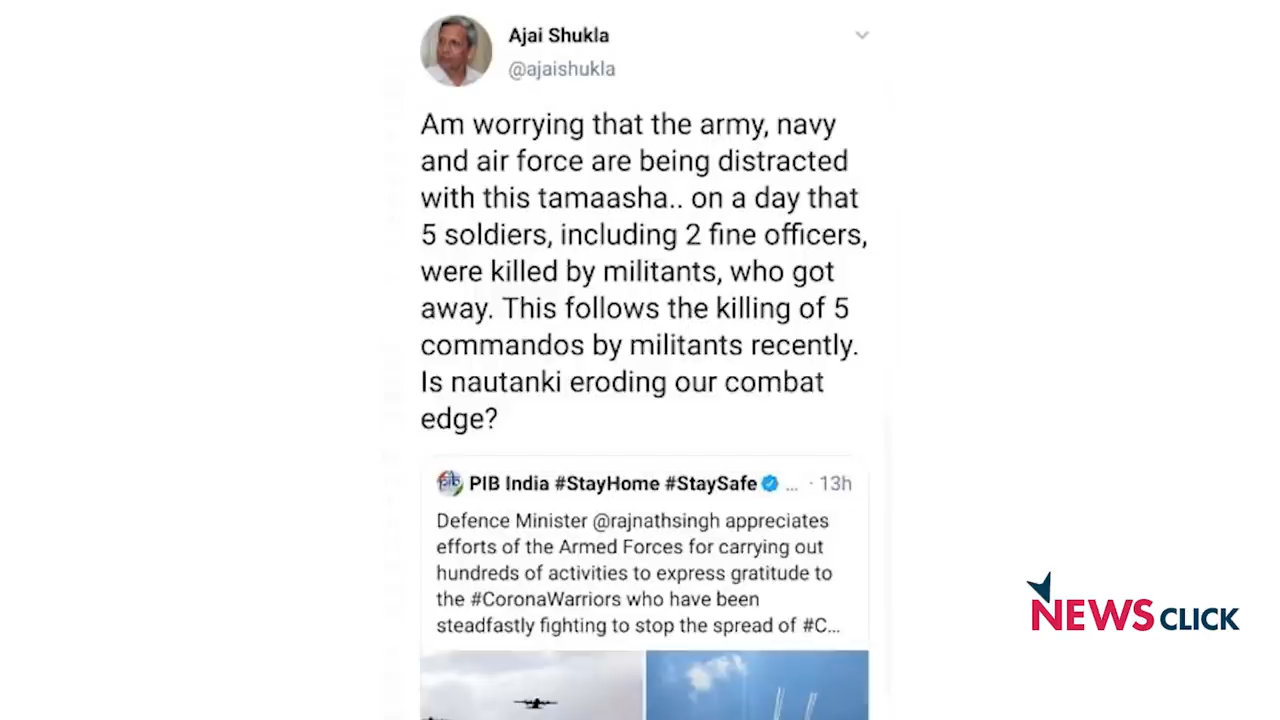 Ajai Shukla
@ajaishukla
Am worrying that the army, navy
and air force are being distracted
with this tamaasha.. on a day that
5 soldiers, including 2 fine officers,
were killed by militants, who got
away. This follows the killing of 5
commandos by militants recently.
Is nautanki eroding our combat
edge?
pib PIB India #StayHome #StaySafe ... · 13h
Defence Minister @rajnathsingh appreciates
efforts of the Armed Forces for carrying out
hundreds of activities to express gratitude to
the #CoronaWarriors who have been
steadfastly fighting to stop the spread of #C...
NEWS CLICK